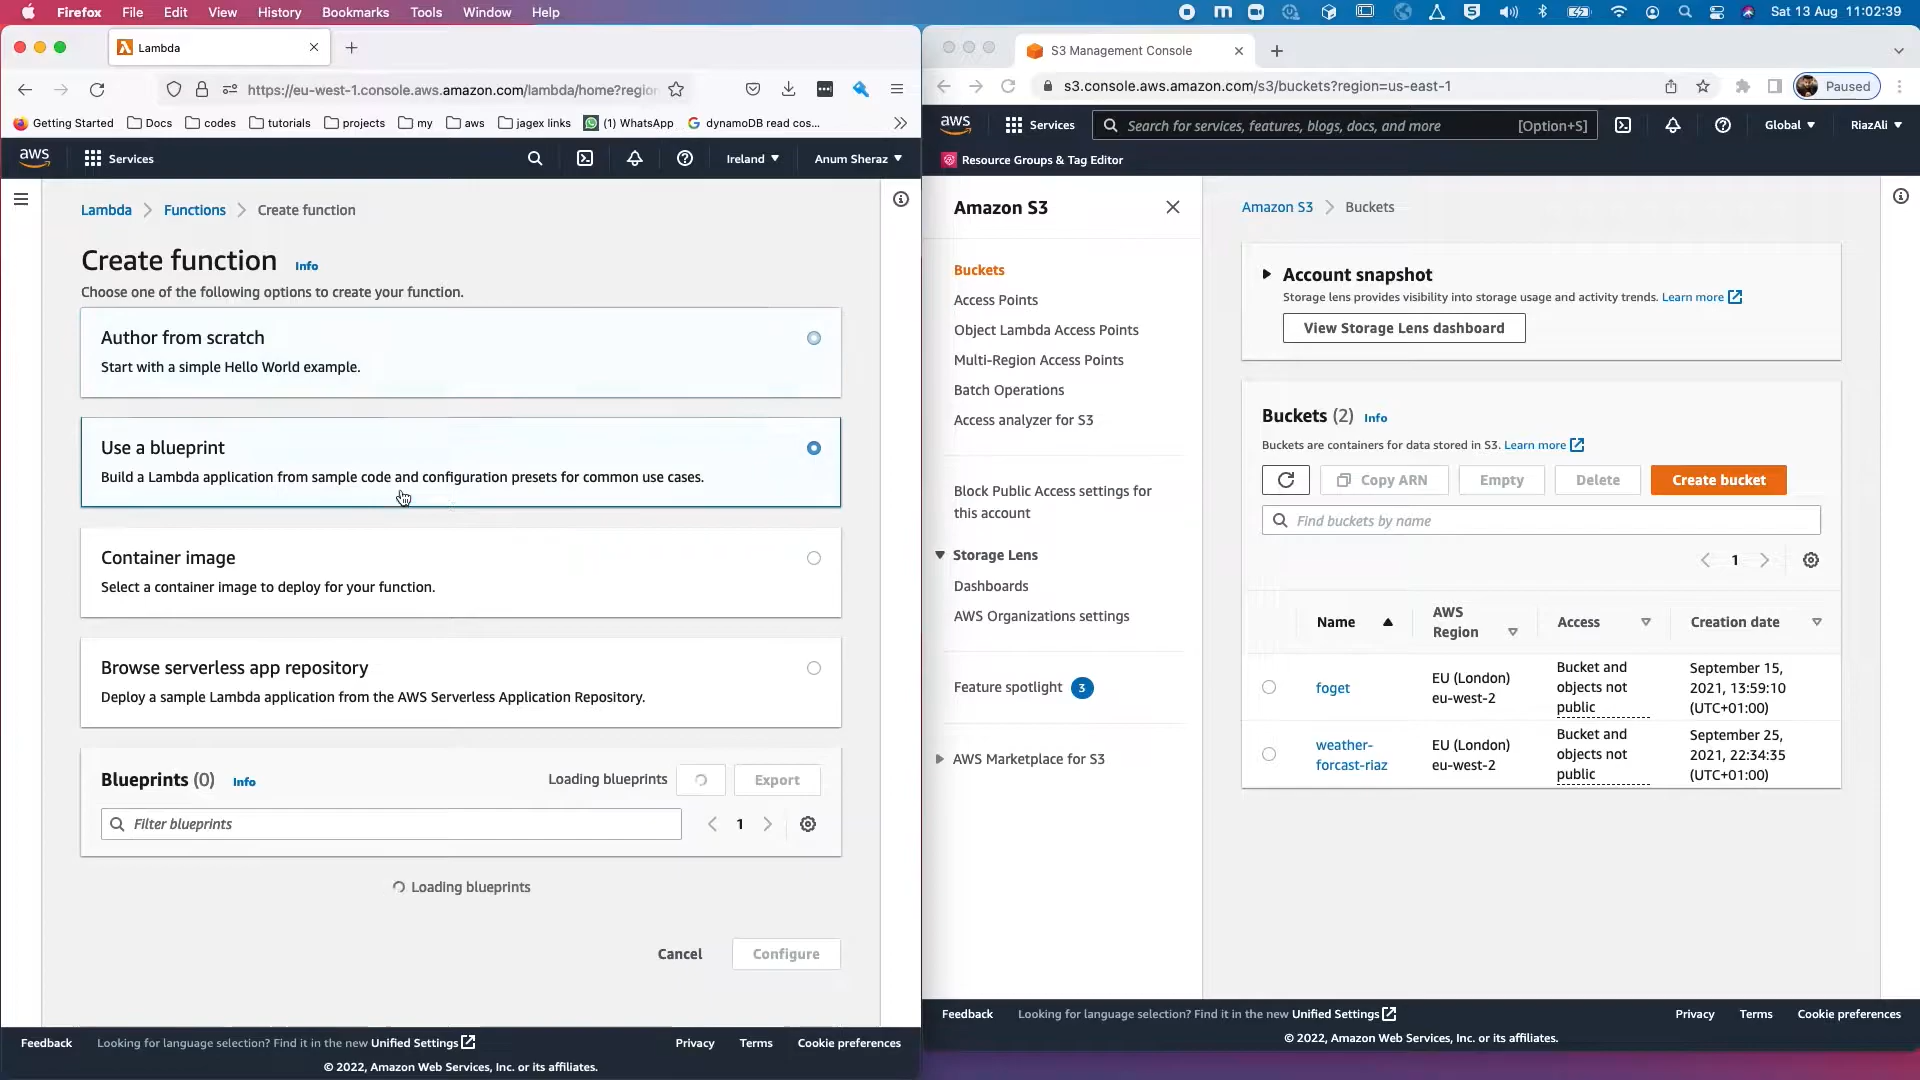 Firefox File Edit View History Bookmarks Tools Window Help
Sat 13 Aug 11:02:39
Lambda
https://eu-west-1.console.aws.amazon.com/lambda/home?region
Getting Started Docs codes tutorials projects my aws jagex links (1) WhatsApp dynamoDB read cos...
aws Services Ireland Anum Sheraz
Lambda Functions Create function
Create function Info
Choose one of the following options to create your function.
Author from scratch
Start with a simple Hello World example.
Use a blueprint
Build a Lambda application from sample code and configuration presets for common use cases.
Container image
Select a container image to deploy for your function.
Browse serverless app repository
Deploy a sample Lambda application from the AWS Serverless Application Repository.
Blueprints (0) Info Loading blueprints Export
Filter blueprints 1
Loading blueprints
Cancel Configure
Feedback Looking for language selection? Find it in the new Unified Settings Privacy Terms Cookie preferences
© 2022, Amazon Web Services, Inc. or its affiliates.
S3 Management Console
s3.console.aws.amazon.com/s3/buckets?region=us-east-1 Paused
aws Services Search for services, features, blogs, docs, and more [Option+S] Global RiazAli
Resource Groups & Tag Editor
Amazon S3
Buckets
Access Points
Object Lambda Access Points
Multi-Region Access Points
Batch Operations
Access analyzer for S3
Block Public Access settings for
this account
Storage Lens
Dashboards
AWS Organizations settings
Feature spotlight 3
AWS Marketplace for S3
Amazon S3 Buckets
Account snapshot
Storage lens provides visibility into storage usage and activity trends. Learn more
View Storage Lens dashboard
Buckets (2) Info
Buckets are containers for data stored in S3. Learn more
Copy ARN Empty Delete Create bucket
Find buckets by name
1
Name AWS Region Access Creation date
foget EU (London) eu-west-2 Bucket and objects not public September 15, 2021, 13:59:10 (UTC+01:00)
weather-forcast-riaz EU (London) eu-west-2 Bucket and objects not public September 25, 2021, 22:34:35 (UTC+01:00)
Feedback Looking for language selection? Find it in the new Unified Settings Privacy Terms Cookie preferences
© 2022, Amazon Web Services, Inc. or its affiliates.